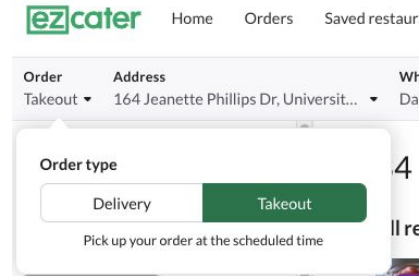 ezcater Home Orders Saved restaur
Order Address Wh
Takeout 164 Jeanette Phillips Dr, Universit... Da
Order type
4
Delivery Takeout
ll re
Pick up your order at the scheduled time